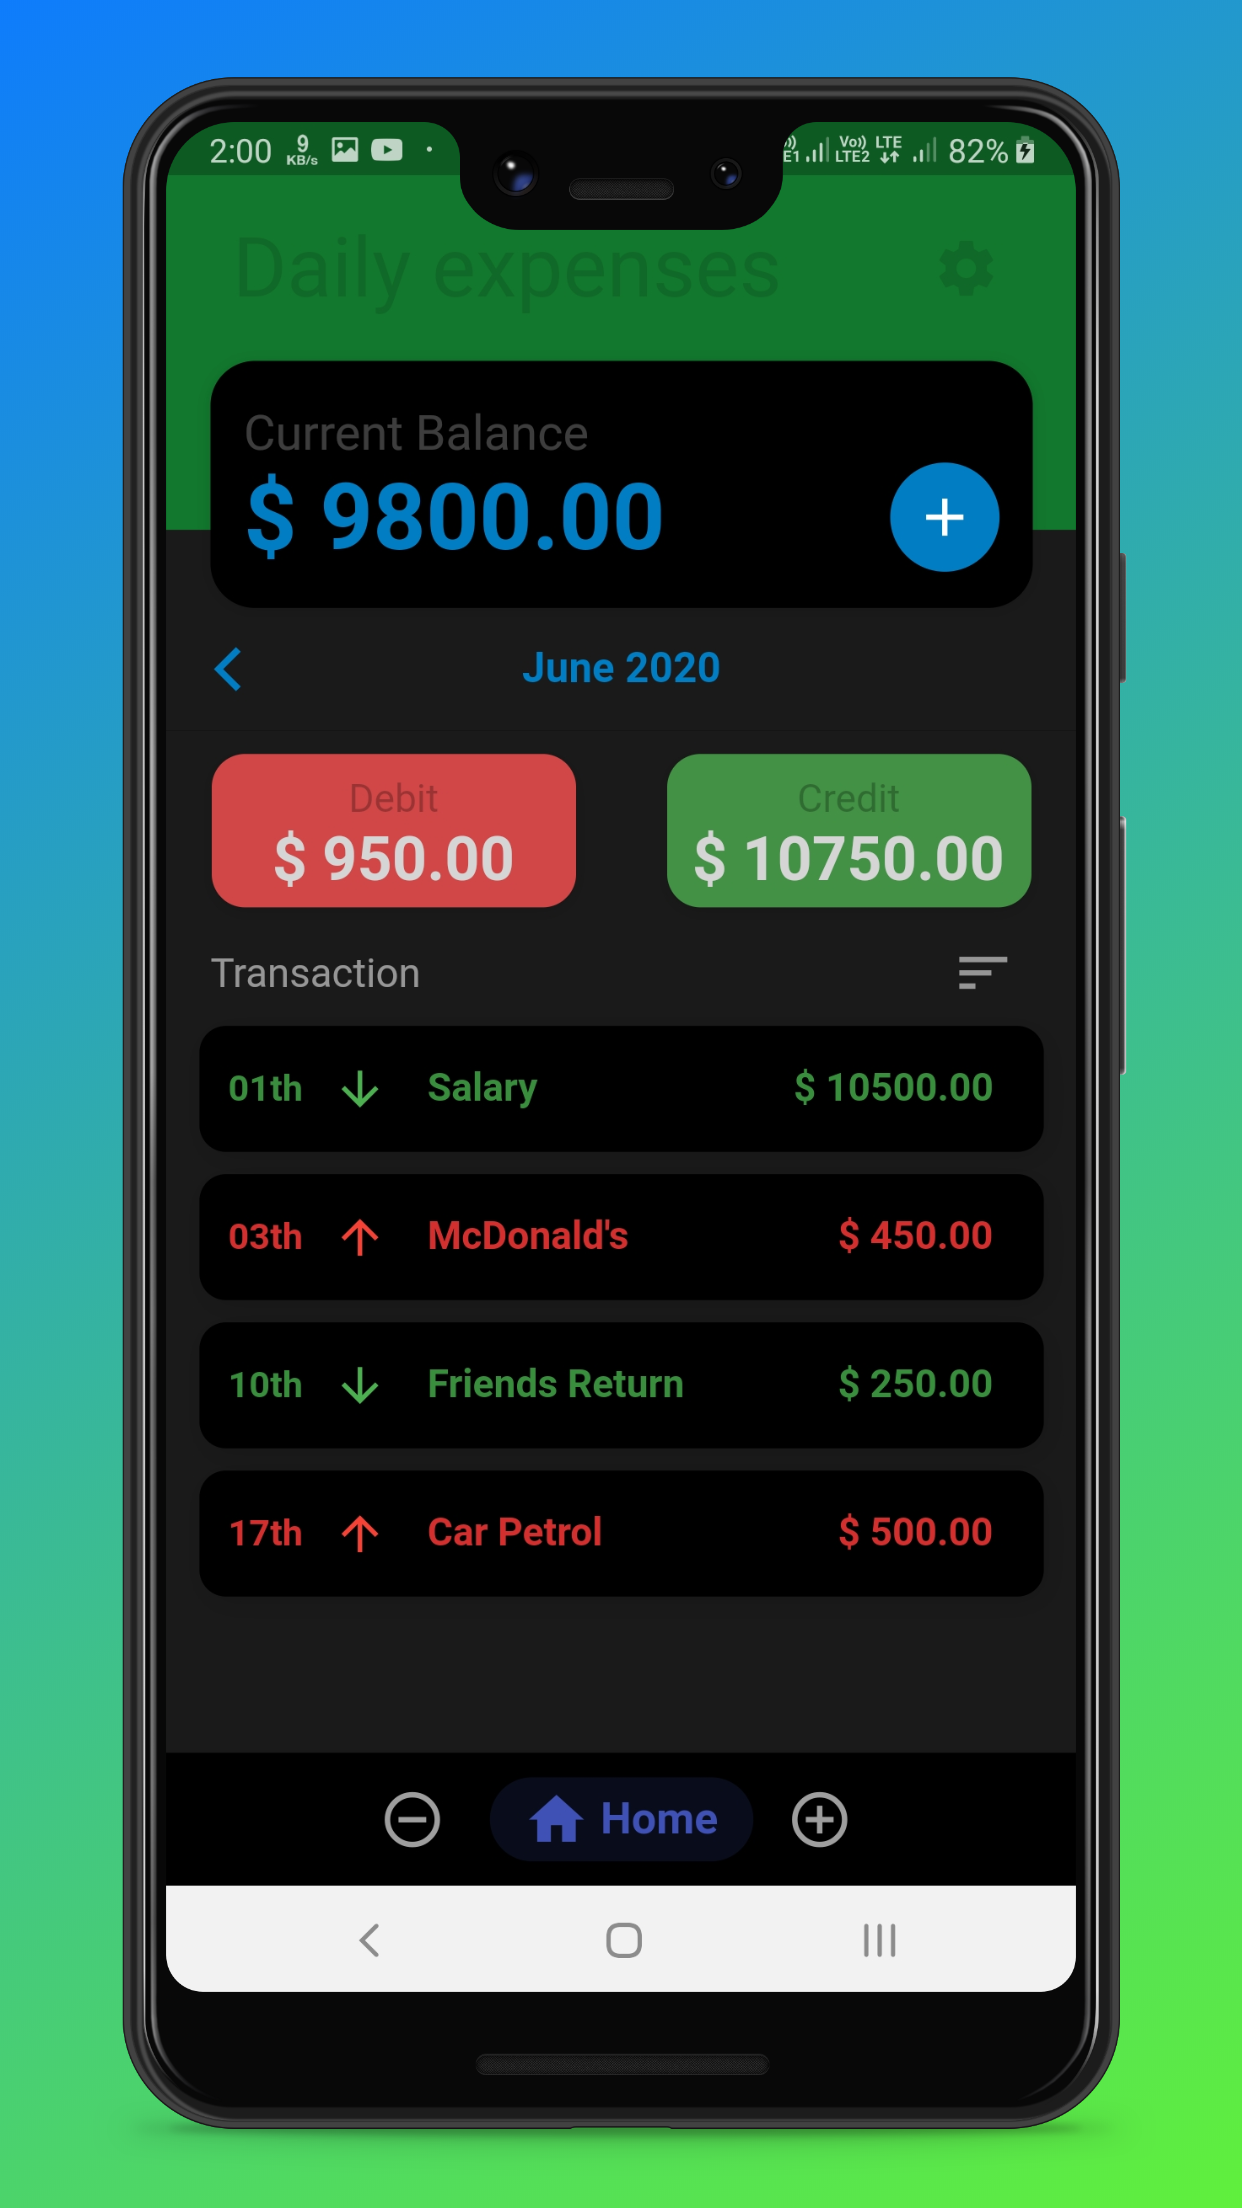 2:00 9 KB/s E1 Vo)) LTE2 LTE 82%
Daily expenses
Current Balance
$ 9800.00
June 2020
Debit
$ 950.00
Credit
$ 10750.00
Transaction
01th Salary $ 10500.00
03th McDonald's $ 450.00
10th Friends Return $ 250.00
17th Car Petrol $ 500.00
Home